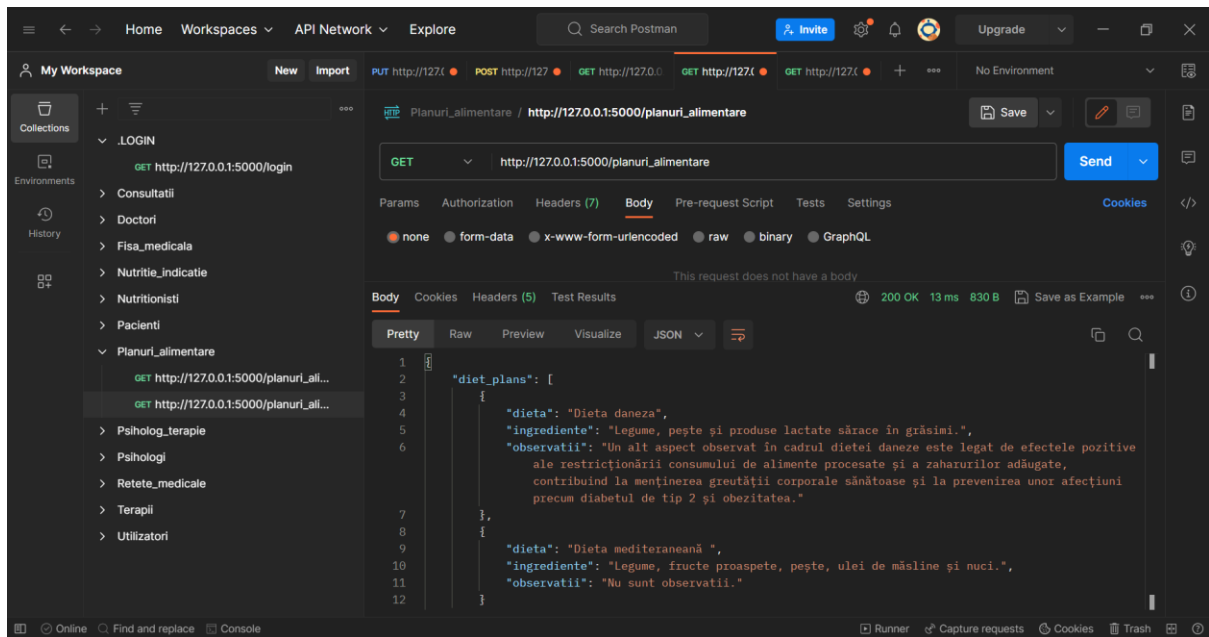 Home Workspaces API Network Explore Search Postman Invite Upgrade
My Workspace New Import PUT http://127.( POST http://127 GET http://127.0.0 GET http://127.( GET http://127.( No Environment
Collections
Environments
History
.LOGIN
GET http://127.0.0.1:5000/login
Consultatii
Doctori
Fisa_medicala
Nutritie_indicatie
Nutritionisti
Pacienti
Planuri_alimentare
GET http://127.0.0.1:5000/planuri_ali...
GET http://127.0.0.1:5000/planuri_ali...
Psiholog_terapie
Psihologi
Retete_medicale
Terapii
Utilizatori
HTTP Planuri_alimentare / http://127.0.0.1:5000/planuri_alimentare Save
GET http://127.0.0.1:5000/planuri_alimentare Send
Params Authorization Headers (7) Body Pre-request Script Tests Settings Cookies
none form-data x-www-form-urlencoded raw binary GraphQL
This request does not have a body
Body Cookies Headers (5) Test Results 200 OK 13 ms 830 B Save as Example
Pretty Raw Preview Visualize JSON
1 {
2 "diet_plans": [
3 {
4 "dieta": "Dieta daneza",
5 "ingrediente": "Legume, pește și produse lactate sărace în grăsimi.",
6 "observatii": "Un alt aspect observat în cadrul dietei daneze este legat de efectele pozitive
ale restricționării consumului de alimente procesate și a zaharurilor adăugate,
contribuind la menținerea greutății corporale sănătoase și la prevenirea unor afecțiuni
precum diabetul de tip 2 și obezitatea."
7 },
8 {
9 "dieta": "Dieta mediteraneană ",
10 "ingrediente": "Legume, fructe proaspete, pește, ulei de măsline și nuci.",
11 "observatii": "Nu sunt observatii."
12 }
Online Find and replace Console Runner Capture requests Cookies Trash